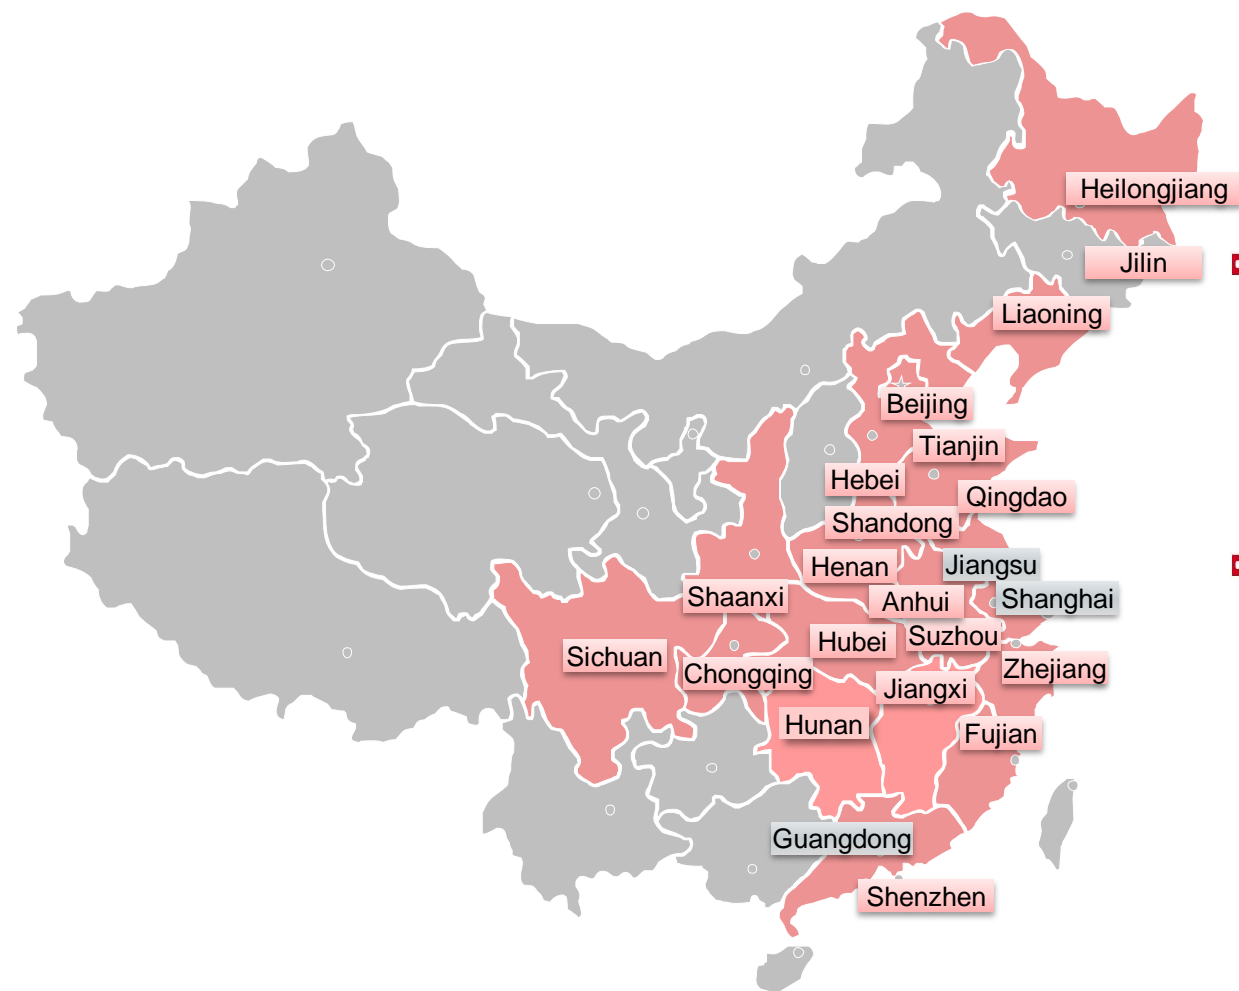 Heilongjiang
Jilin
Liaoning
Beijing
Tianjin
Hebei
Qingdao
Shandong
Henan
Jiangsu
Shaanxi
Anhui
Shanghai
Sichuan
Hubei
Suzhou
Chongqing
Zhejiang
Jiangxi
Hunan
Fujian
Guangdong
Shenzhen